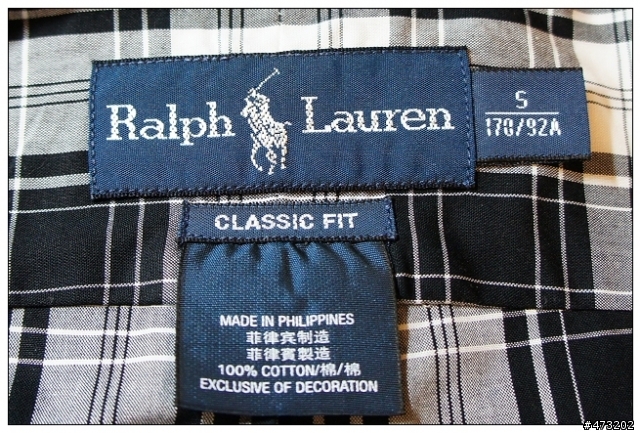 Ralph Lauren
S
170/92A
CLASSIC FIT
MADE IN PHILIPPINES
菲律宾制造
菲律賓製造
100% COTTON/棉/棉
EXCLUSIVE OF DECORATION
#473202